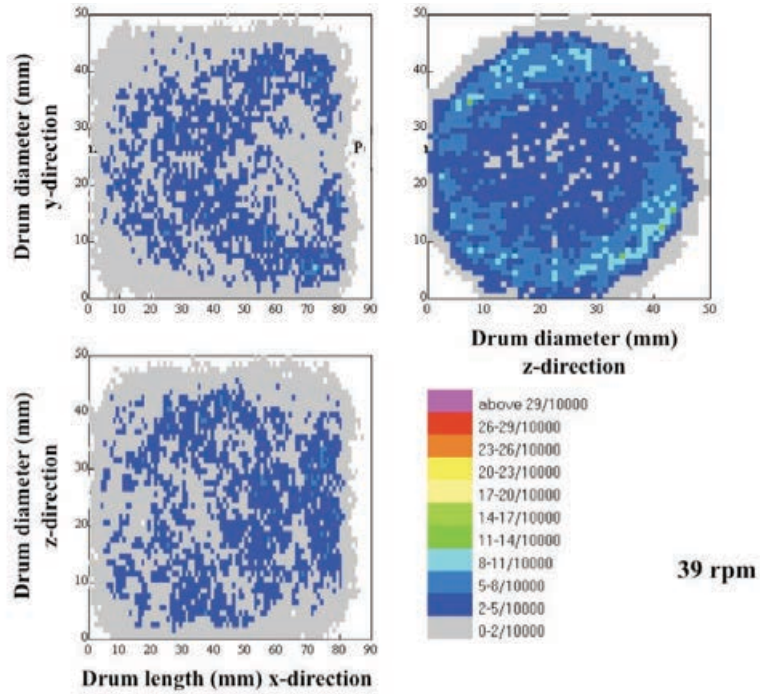 Drum diameter (mm)
y-direction
50
40
30
20
10
0
0 10 20 30 40 50 60 70 80 90
P
50
40
30
20
10
0
0 10 20 30 40 50
Drum diameter (mm)
z-direction
Drum diameter (mm)
z-direction
50
40
30
20
10
0
0 10 20 30 40 50 60 70 80 90
Drum length (mm) x-direction
above 29/10000
26-29/10000
23-26/10000
20-23/10000
17-20/10000
14-17/10000
11-14/10000
8-11/10000
5-8/10000
2-5/10000
0-2/10000
39 rpm